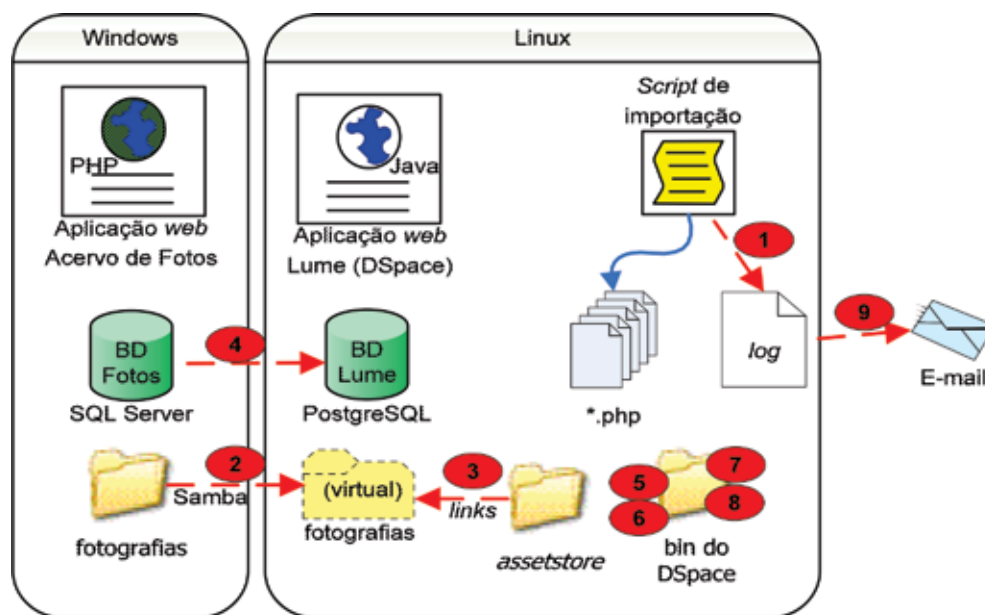 Windows
Linux
PHP
Aplicação web
Acervo de Fotos
Java
Aplicação web
Lume (DSpace)
Script de
importação
1
*.php
log
9
E-mail
BD
Fotos
SQL Server
4
BD
Lume
PostgreSQL
fotografias
2
Samba
(virtual)
fotografias
3
links
assetstore
5
6
7
8
bin do
DSpace